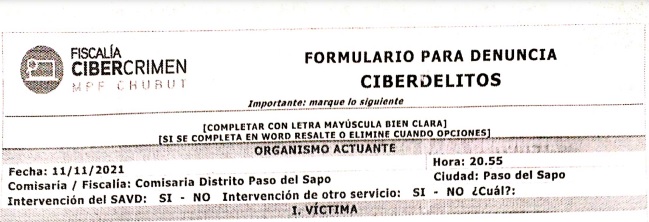 FISCALÍA
CIBERCRIMEN
MPF CHUBUT
FORMULARIO PARA DENUNCIA
CIBERDELITOS
Importante: marque lo siguiente
[COMPLETAR CON LETRA MAYÚSCULA BIEN CLARA]
[SI SE COMPLETA EN WORD RESALTE O ELIMINE CUANDO OPCIONES]
ORGANISMO ACTUANTE
Fecha: 11/11/2021 Hora: 20.55
Comisaria / Fiscalía: Comisaria Distrito Paso del Sapo Ciudad: Paso del Sapo
Intervención del SAVD: SI - NO Intervención de otro servicio: SI - NO ¿Cuál?:
I. VÍCTIMA